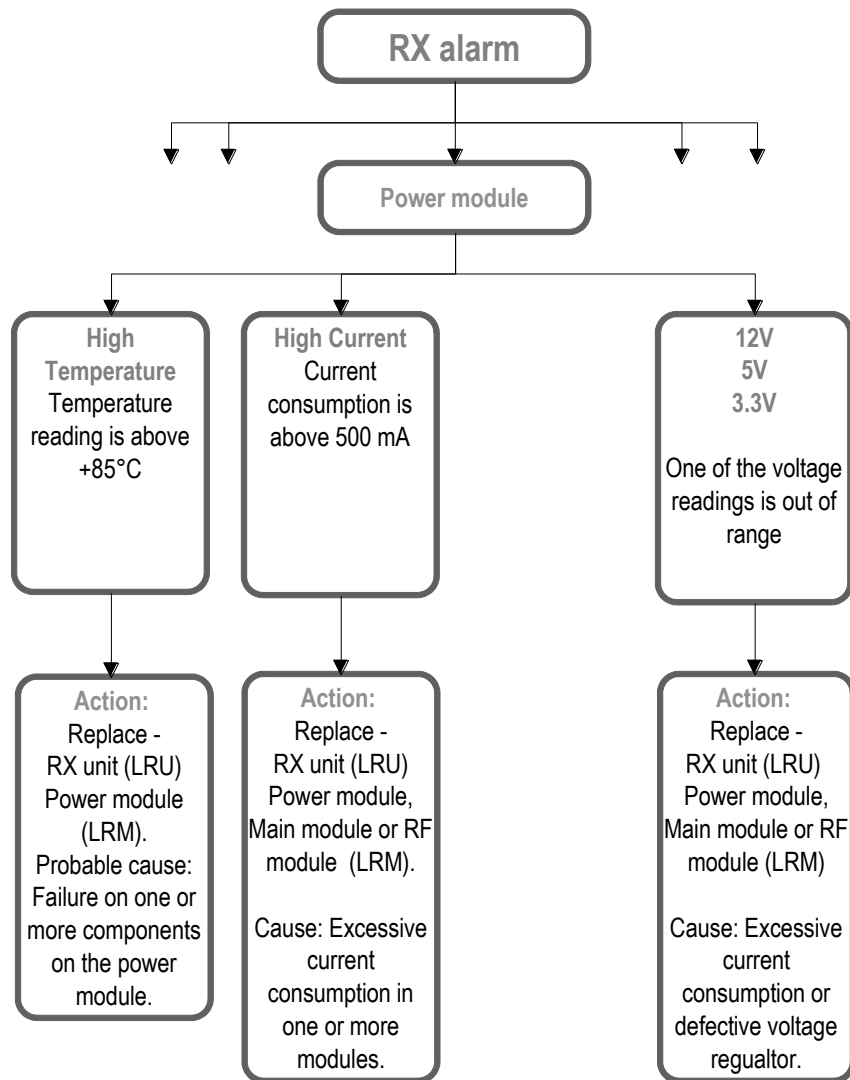 RX alarm
Power module
High
Temperature
Temperature
reading is above
+85°C
High Current
Current
consumption is
above 500 mA
12V
5V
3.3V
One of the voltage
readings is out of
range
Action:
Replace -
RX unit (LRU)
Power module
(LRM).
Probable cause:
Failure on one or
more components
on the power
module.
Action:
Replace -
RX unit (LRU)
Power module,
Main module or RF
module (LRM).
Cause: Excessive
current
consumption in
one or more
modules.
Action:
Replace -
RX unit (LRU)
Power module,
Main module or RF
module (LRM)
Cause: Excessive
current
consumption or
defective voltage
regualtor.